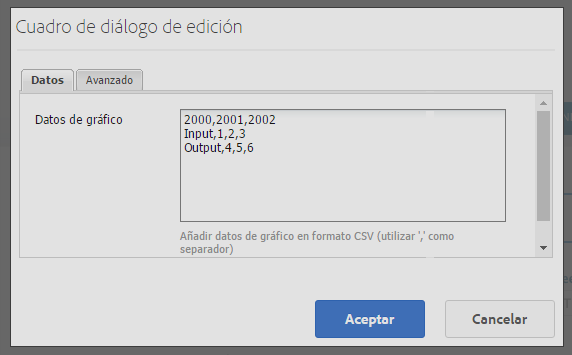 Cuadro de diálogo de edición
Datos
Avanzado
Datos de gráfico
2000,2001,2002
Input,1,2,3
Output,4,5,6
Añadir datos de gráfico en formato CSV (utilizar ',' como
separador)
Aceptar
Cancelar